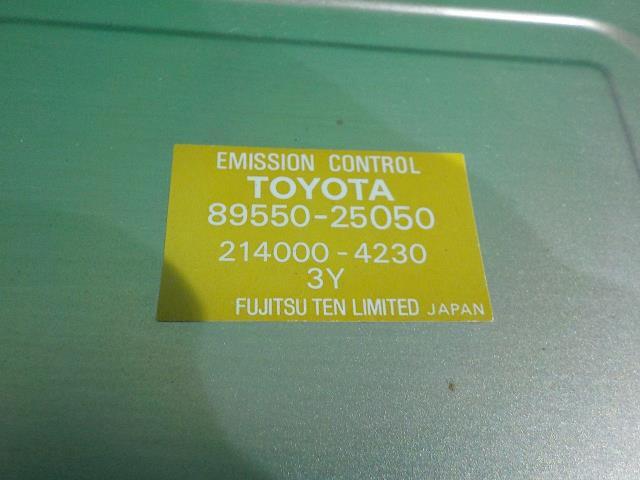 EMISSION CONTROL
TOYOTA
89550-25050
214000-4230
3Y
FUJITSU TEN LIMITED JAPAN